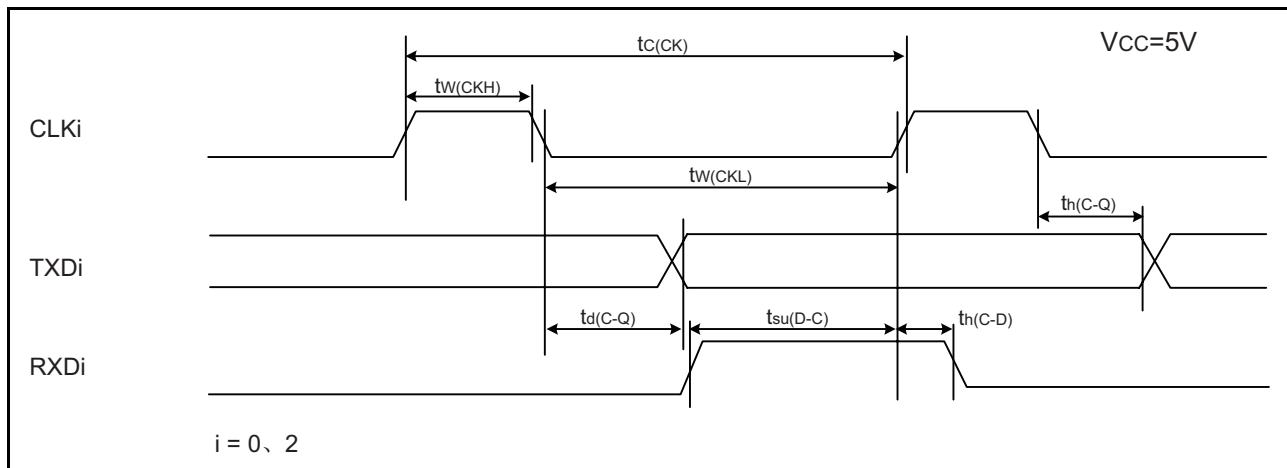 tC(CK)
VCC=5V
tW(CKH)
CLKi
tW(CKL)
th(C-Q)
TXDi
td(C-Q)
tsu(D-C)
th(C-D)
RXDi
i = 0、2